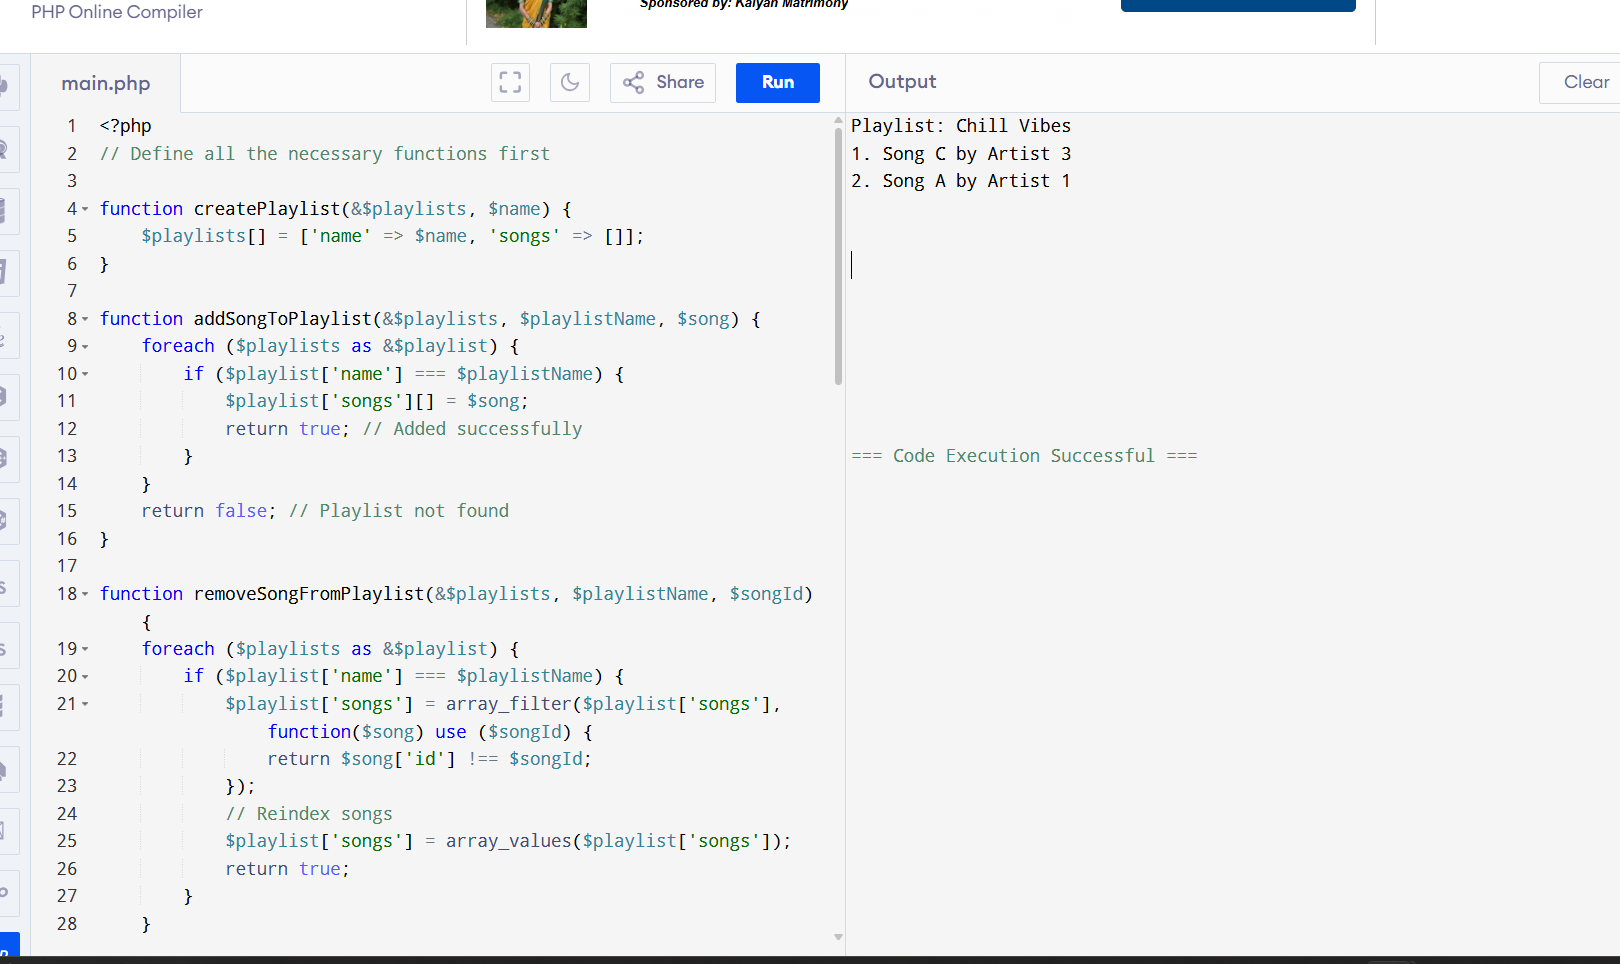 PHP Online Compiler
Sponsored by: Kalyan Matrimony
main.php
Share
Run
Output
Clear
1 <?php
2 // Define all the necessary functions first
3
4 function createPlaylist(&$playlists, $name) {
5     $playlists[] = ['name' => $name, 'songs' => []];
6 }
7
8 function addSongToPlaylist(&$playlists, $playlistName, $song) {
9     foreach ($playlists as &$playlist) {
10         if ($playlist['name'] === $playlistName) {
11             $playlist['songs'][] = $song;
12             return true; // Added successfully
13         }
14     }
15     return false; // Playlist not found
16 }
17
18 function removeSongFromPlaylist(&$playlists, $playlistName, $songId)
    {
19     foreach ($playlists as &$playlist) {
20         if ($playlist['name'] === $playlistName) {
21             $playlist['songs'] = array_filter($playlist['songs'],
                function($song) use ($songId) {
22                 return $song['id'] !== $songId;
23             });
24             // Reindex songs
25             $playlist['songs'] = array_values($playlist['songs']);
26             return true;
27         }
28     }
Playlist: Chill Vibes
1. Song C by Artist 3
2. Song A by Artist 1
=== Code Execution Successful ===